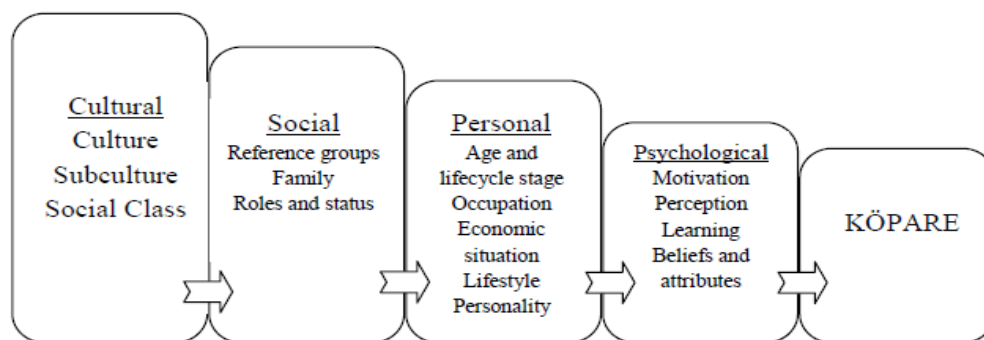 Cultural
Culture
Subculture
Social Class
Social
Reference groups
Family
Roles and status
Personal
Age and
lifecycle stage
Occupation
Economic
situation
Lifestyle
Personality
Psychological
Motivation
Perception
Learning
Beliefs and
attributes
KÖPARE